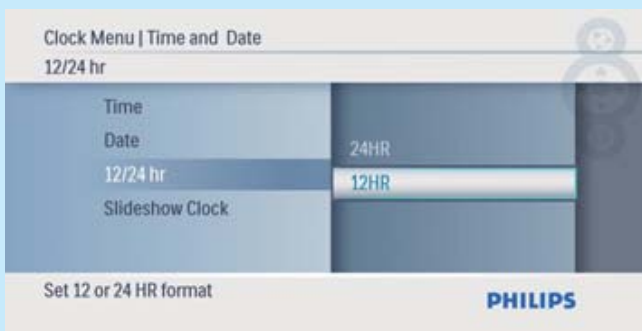 Clock Menu | Time and Date
12/24 hr
Time
Date
12/24 hr
Slideshow Clock
24HR
12HR
Set 12 or 24 HR format
PHILIPS